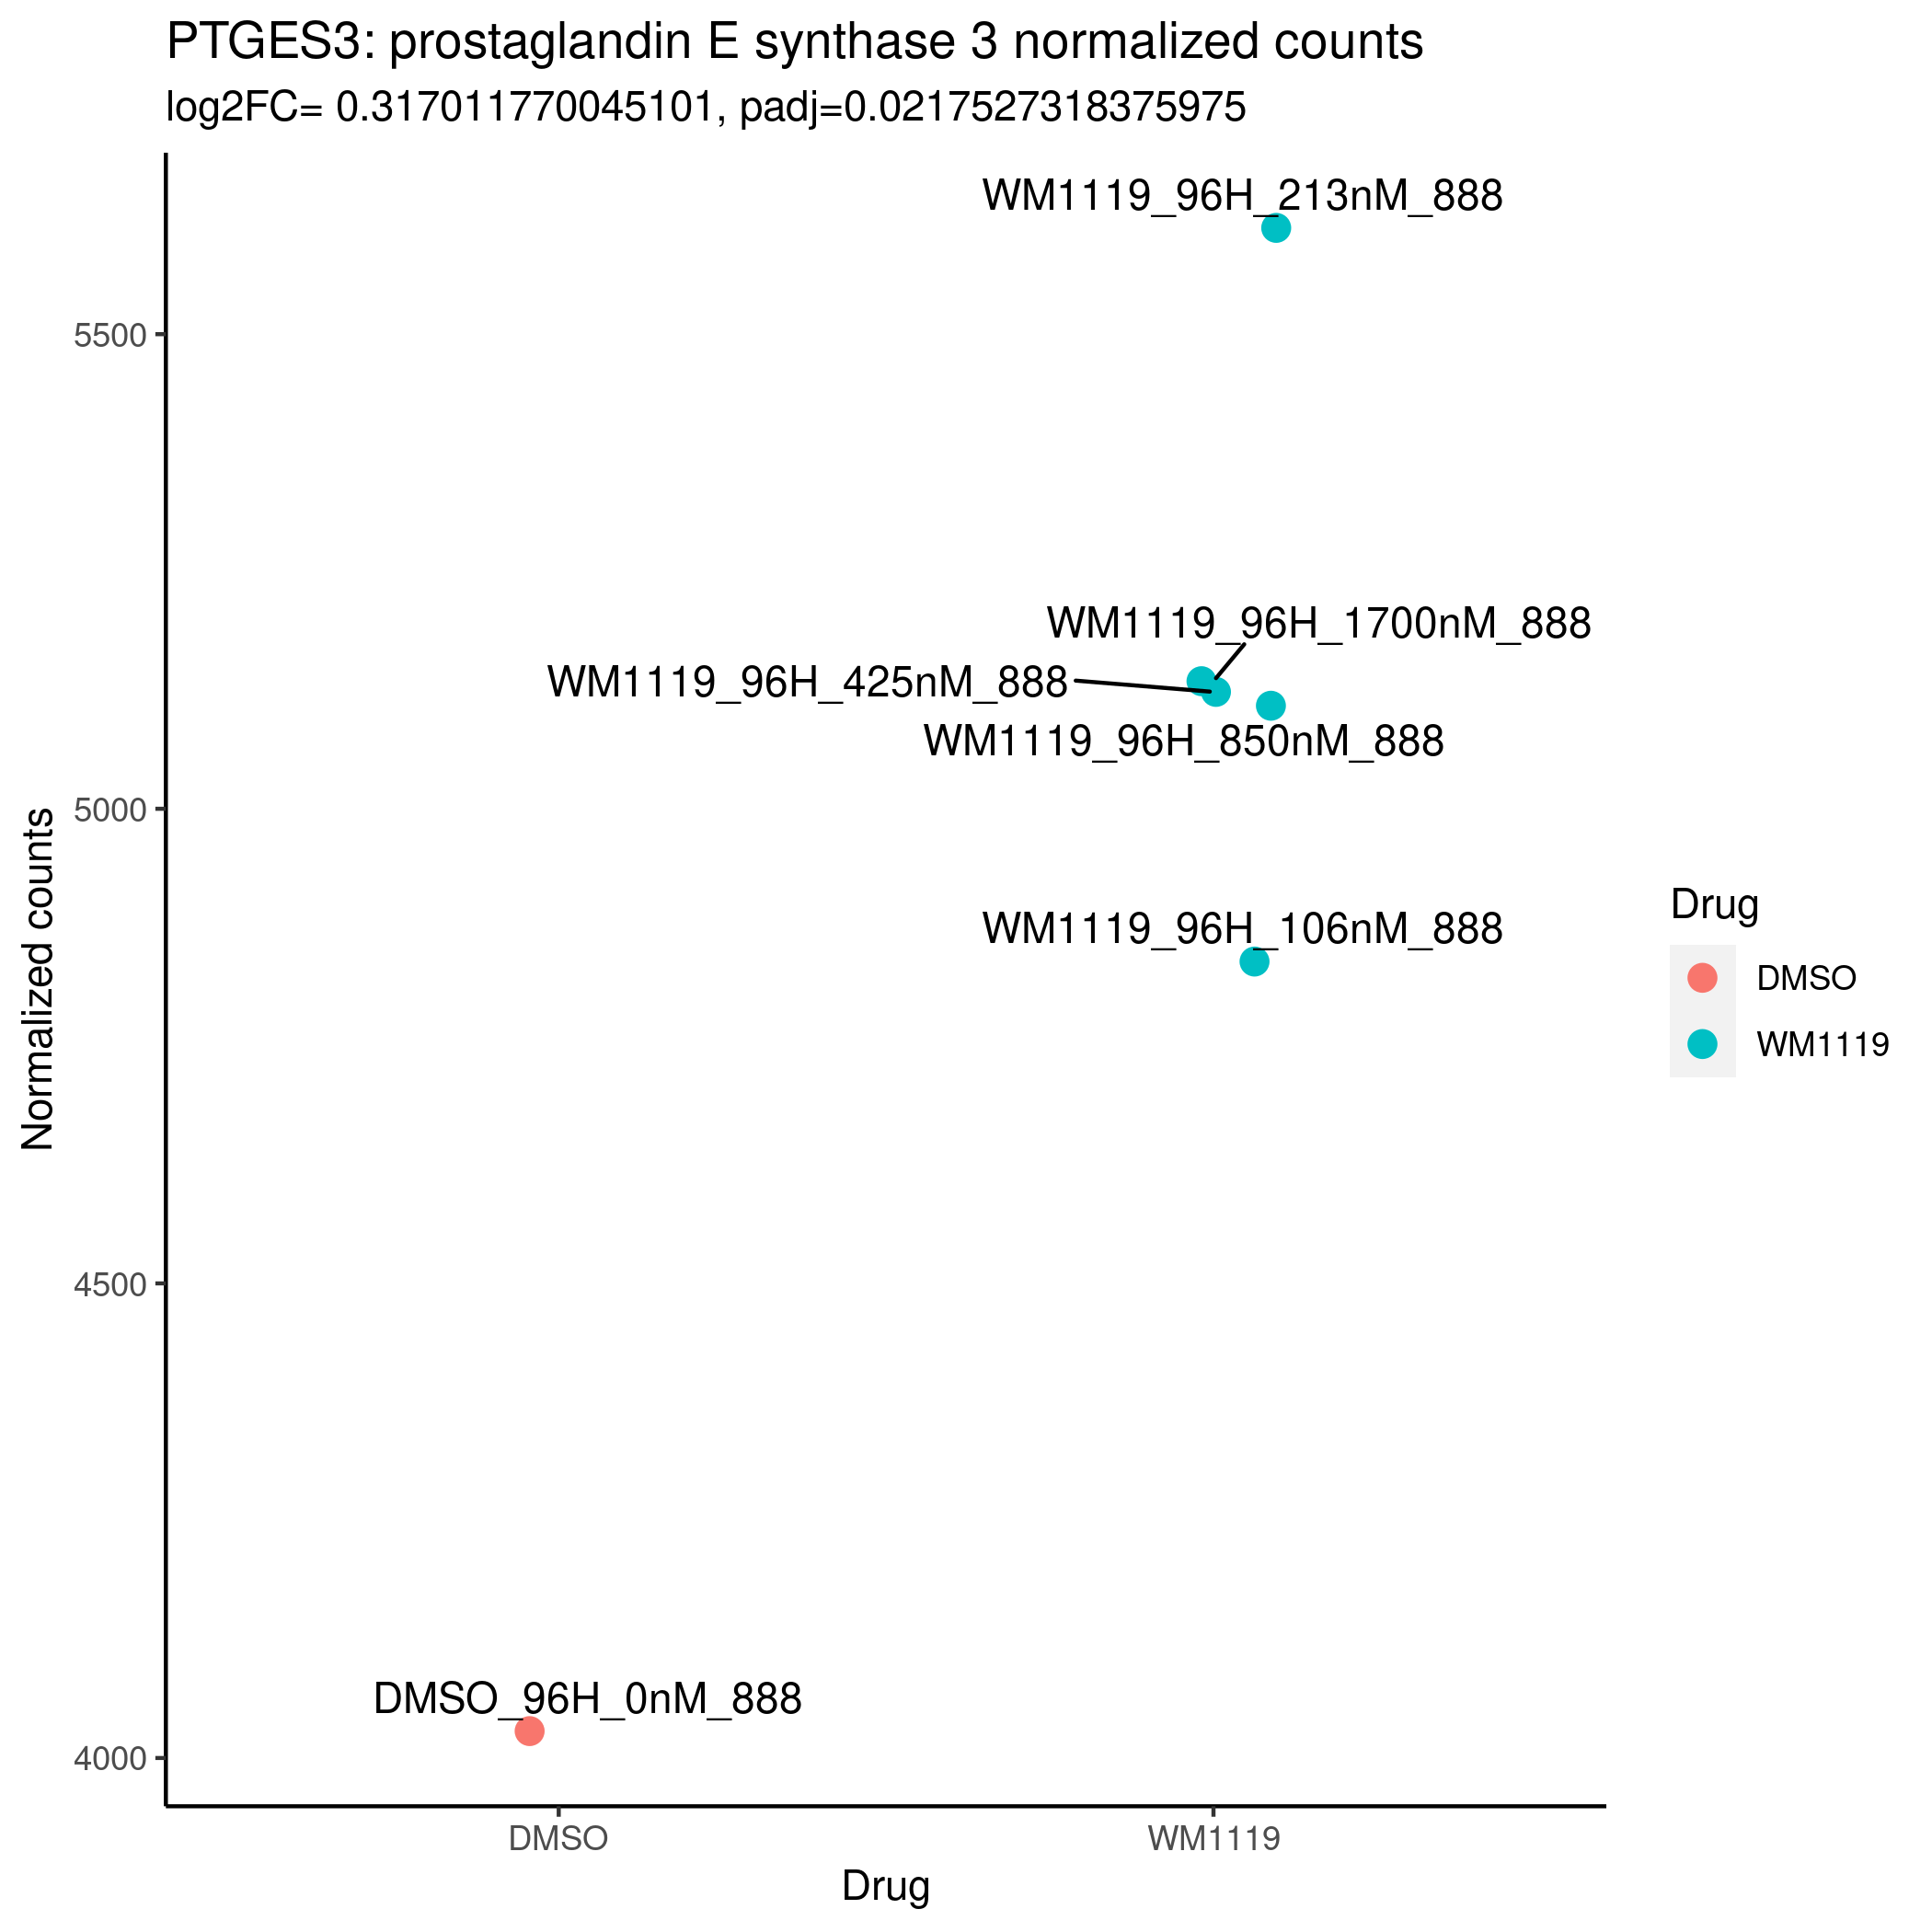 PTGES3: prostaglandin E synthase 3 normalized counts
log2FC= 0.317011770045101, padj=0.0217527318375975
WM1119_96H_213nM_888
5500
WM1119_96H_1700nM_888
WM1119_96H_425nM_888
WM1119_96H_850nM_888
5000
Normalized counts
WM1119_96H_106nM_888
Drug
DMSO
WM1119
4500
DMSO_96H_0nM_888
4000
DMSO
WM1119
Drug